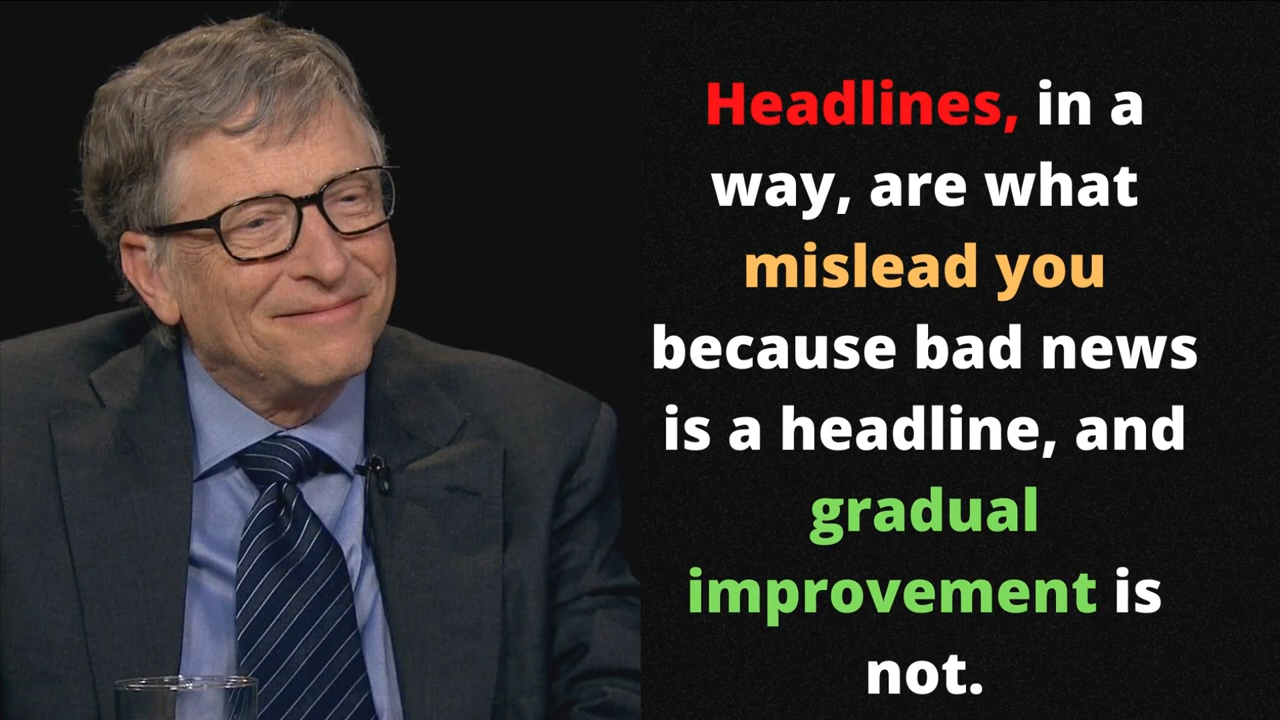 Headlines, in a
way, are what
mislead you
because bad news
is a headline, and
gradual
improvement is
not.